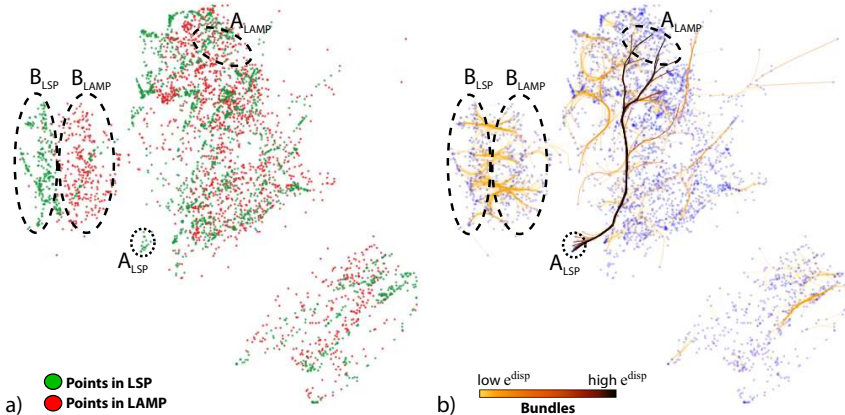 A_LAMP
B_LSP
B_LAMP
A_LSP
Points in LSP
Points in LAMP
a)
A_LAMP
B_LSP
B_LAMP
A_LSP
low e^disp
high e^disp
Bundles
b)